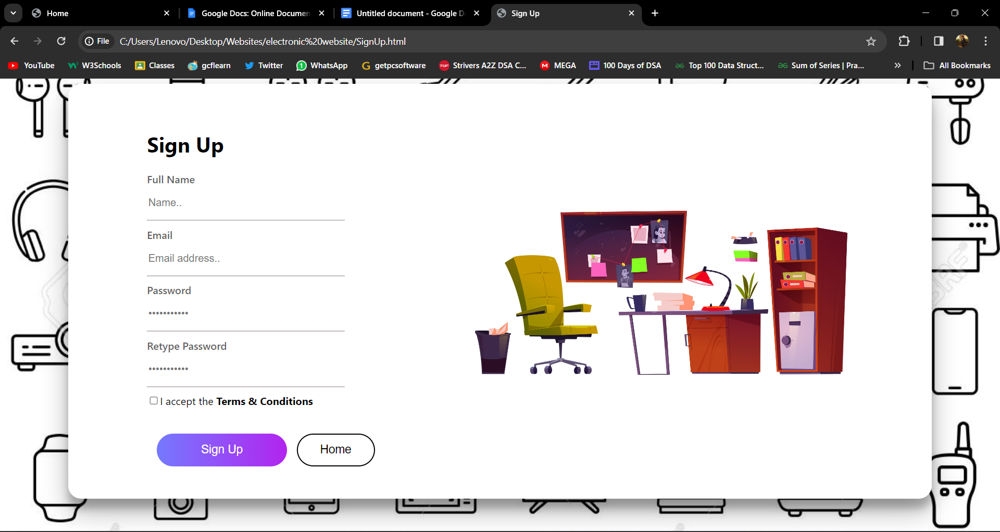 Home
Google Docs: Online Documen
Untitled document - Google D
Sign Up
File
C:/Users/Lenovo/Desktop/Websites/electronic%20website/SignUp.html
YouTube
W3Schools
Classes
gcflearn
Twitter
1
WhatsApp
G
getpcsoftware
TUF
Strivers A2Z DSA C...
M
MEGA
100 Days of DSA
Top 100 Data Struct...
Sum of Series | Pra...
All Bookmarks
Sign Up
Full Name
Name..
Email
Email address..
Password
•••••••••••
Retype Password
•••••••••••
I accept the Terms & Conditions
Sign Up
Home